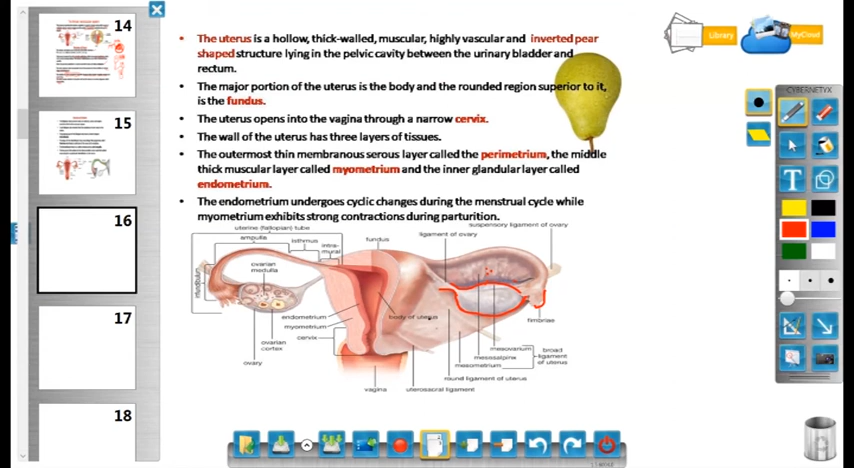 14
15
16
17
18
• The uterus is a hollow, thick-walled, muscular, highly vascular and inverted pear
shaped structure lying in the pelvic cavity between the urinary bladder and
rectum.
• The major portion of the uterus is the body and the rounded region superior to it,
is the fundus.
• The uterus opens into the vagina through a narrow cervix.
• The wall of the uterus has three layers of tissues.
• The outermost thin membranous serous layer called the perimetrium, the middle
thick muscular layer called myometrium and the inner glandular layer called
endometrium.
• The endometrium undergoes cyclic changes during the menstrual cycle while
myometrium exhibits strong contractions during parturition.
uterine (fallopian) tube
ampulla
isthmus
intra-
mural
fundus
ligament of ovary
suspensory ligament of ovary
infundibulum
ovarian
medulla
endometrium
myometrium
cervix
ovarian
cortex
ovary
body of uterus
fimbriae
mesovarium
mesosalpinx
mesometrium
broad
ligament
of uterus
round ligament of uterus
vagina
uterosacral ligament
Library
MyCloud
CYBERNETYX
T